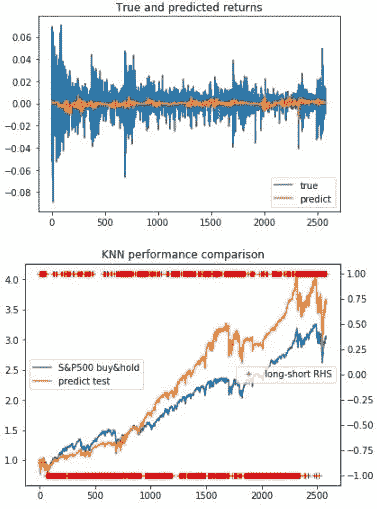 True and predicted returns
0.06
0.04
0.02
0.00
−0.02
−0.04
−0.06
−0.08
true
predict
0 500 1000 1500 2000 2500
KNN performance comparison
4.0
3.5
3.0
2.5
2.0
1.5
1.0
1.00
0.75
0.50
0.25
0.00
−0.25
−0.50
−0.75
−1.00
S&P500 buy&hold
predict test
long-short RHS
0 500 1000 1500 2000 2500